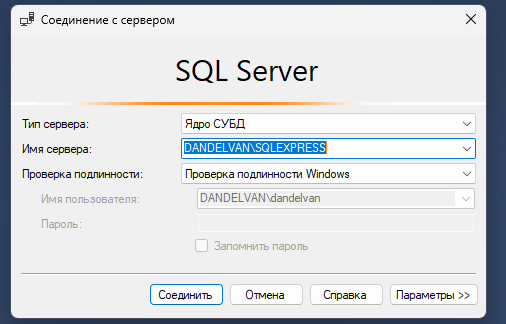 Соединение с сервером
SQL Server
Тип сервера: Ядро СУБД
Имя сервера: DANDELVAN\SQLEXPRESS
Проверка подлинности: Проверка подлинности Windows
Имя пользователя: DANDELVAN\dandelvan
Пароль:
Запомнить пароль
Соединить Отмена Справка Параметры >>